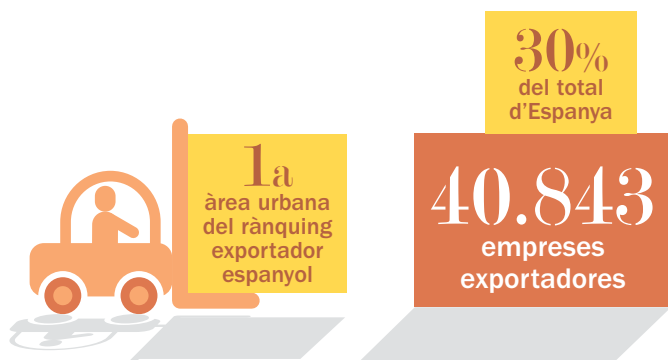 1a
àrea urbana
del rànquing
exportador
espanyol
30%
del total
d'Espanya
40.843
empreses
exportadores